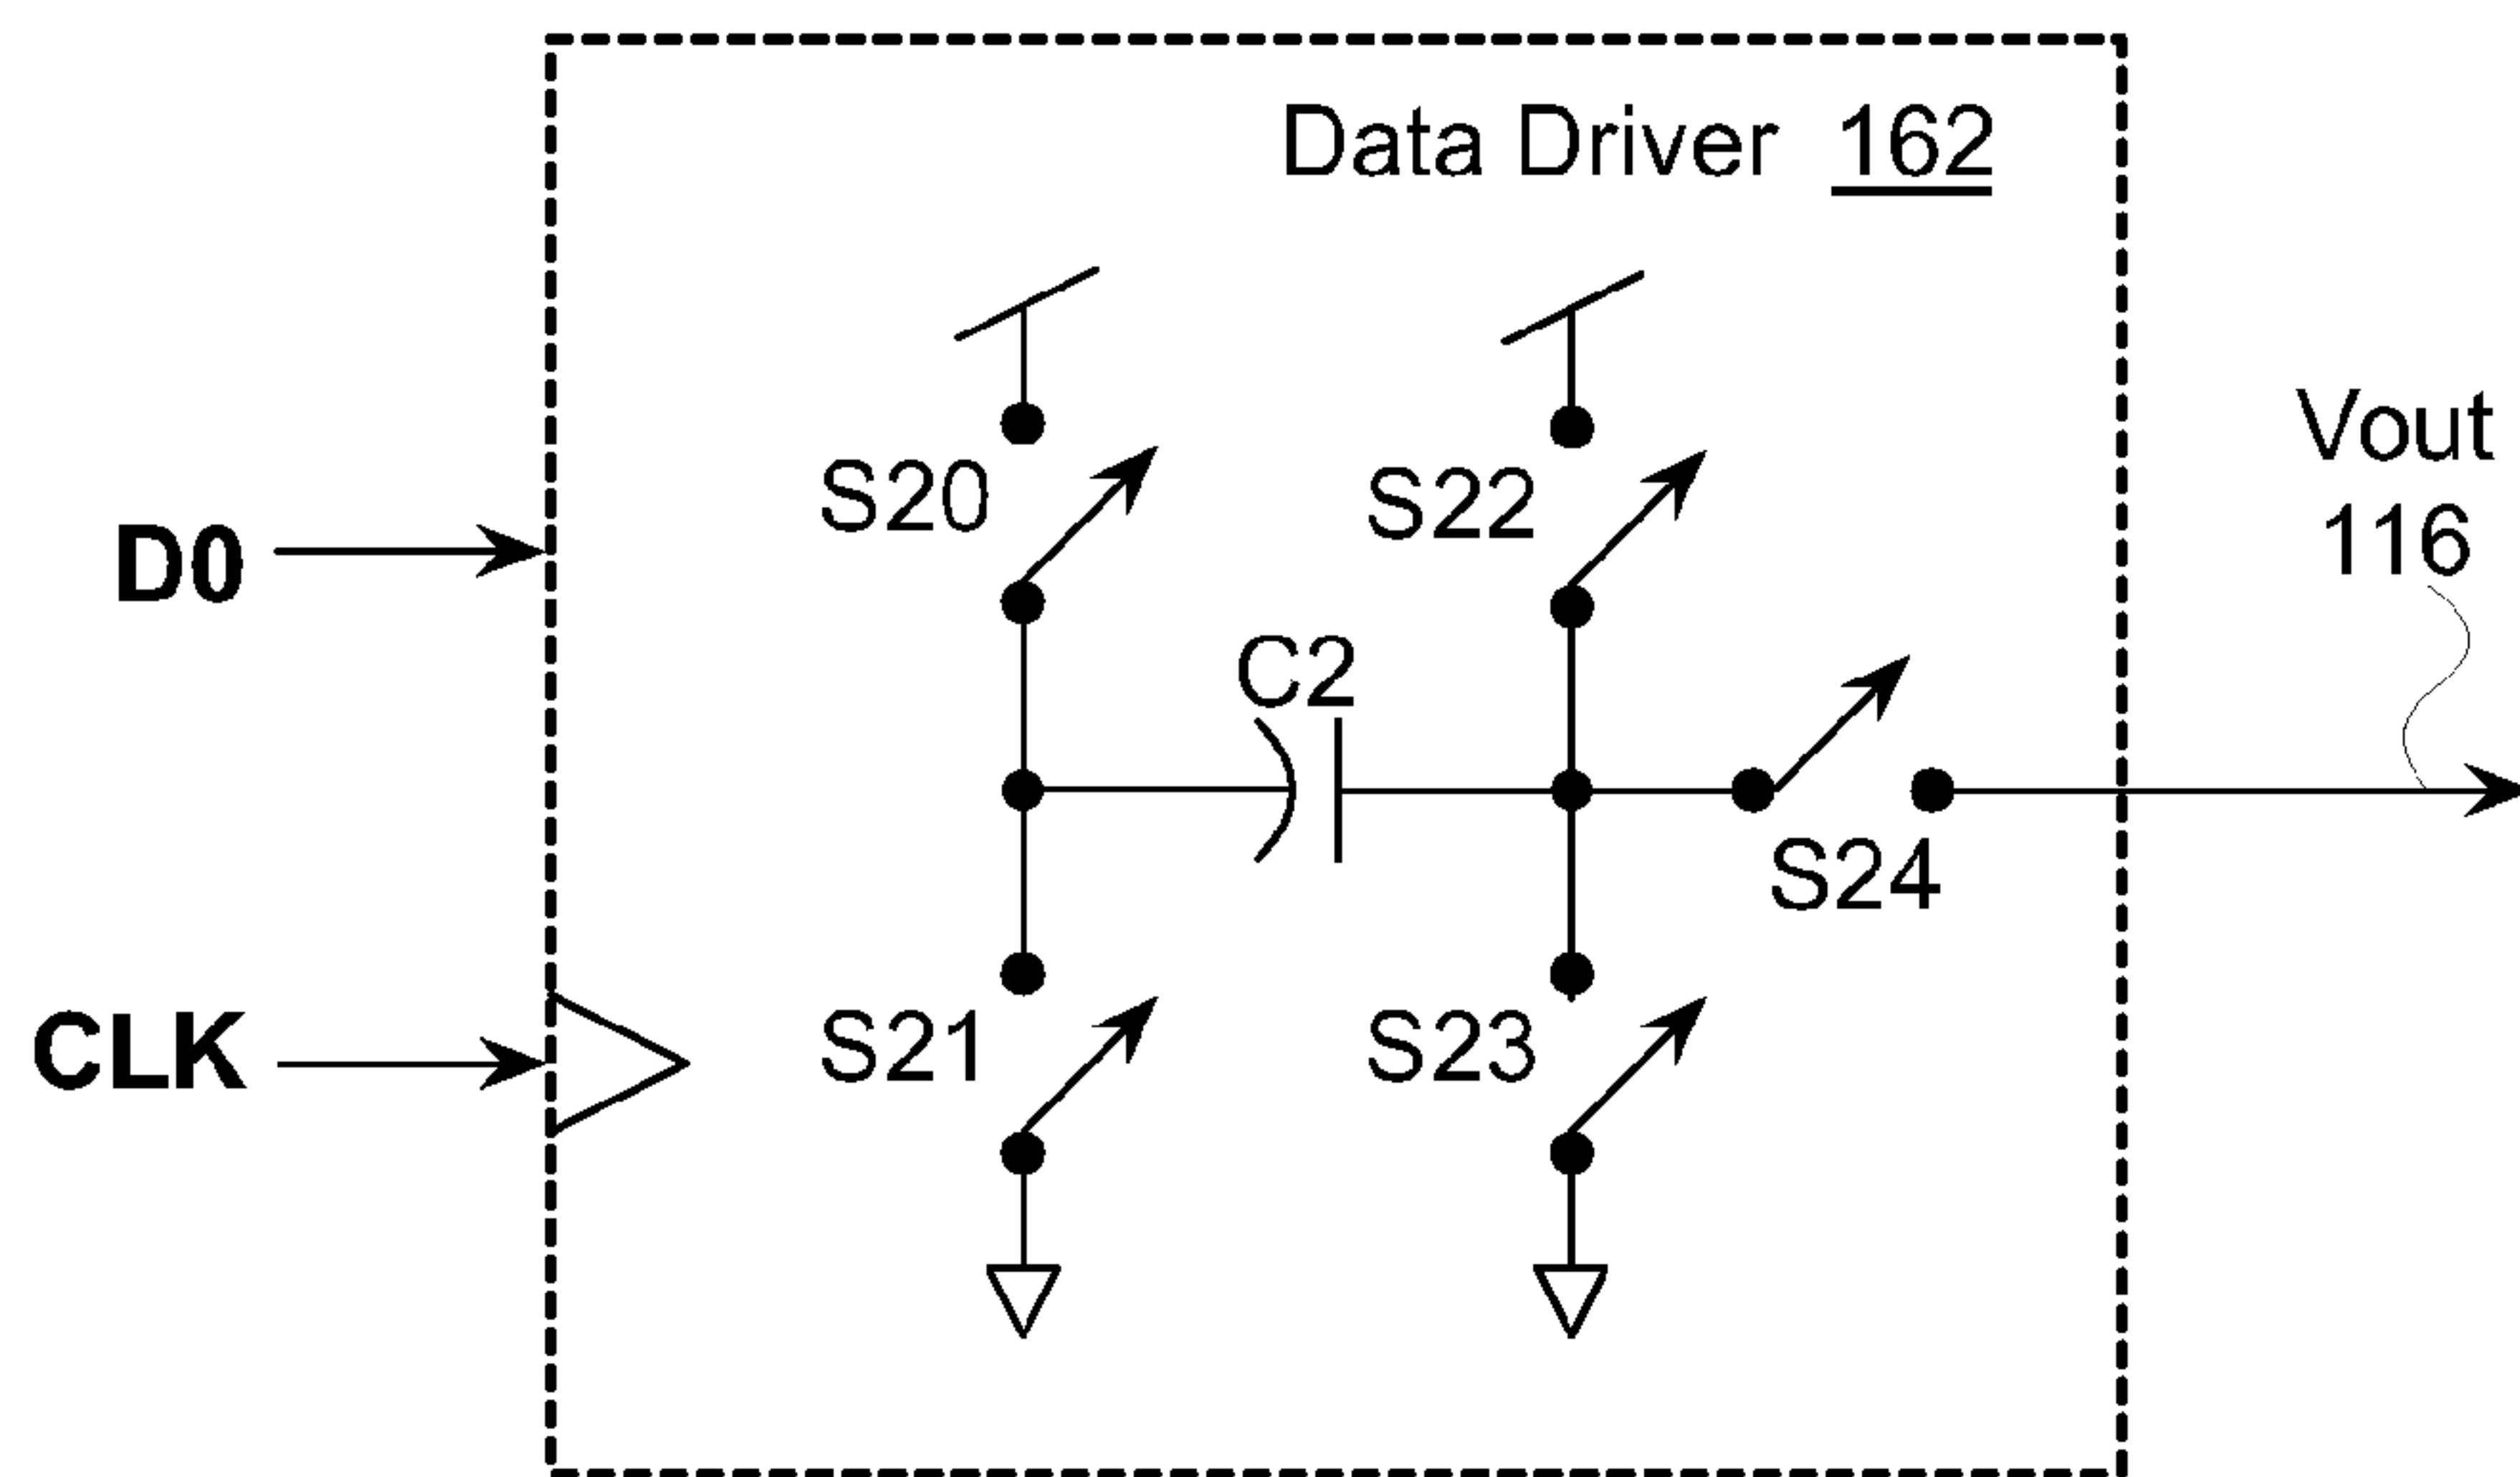 Data Driver 162
Vout
116
S20
S22
D0
C2
S24
CLK
S21
S23